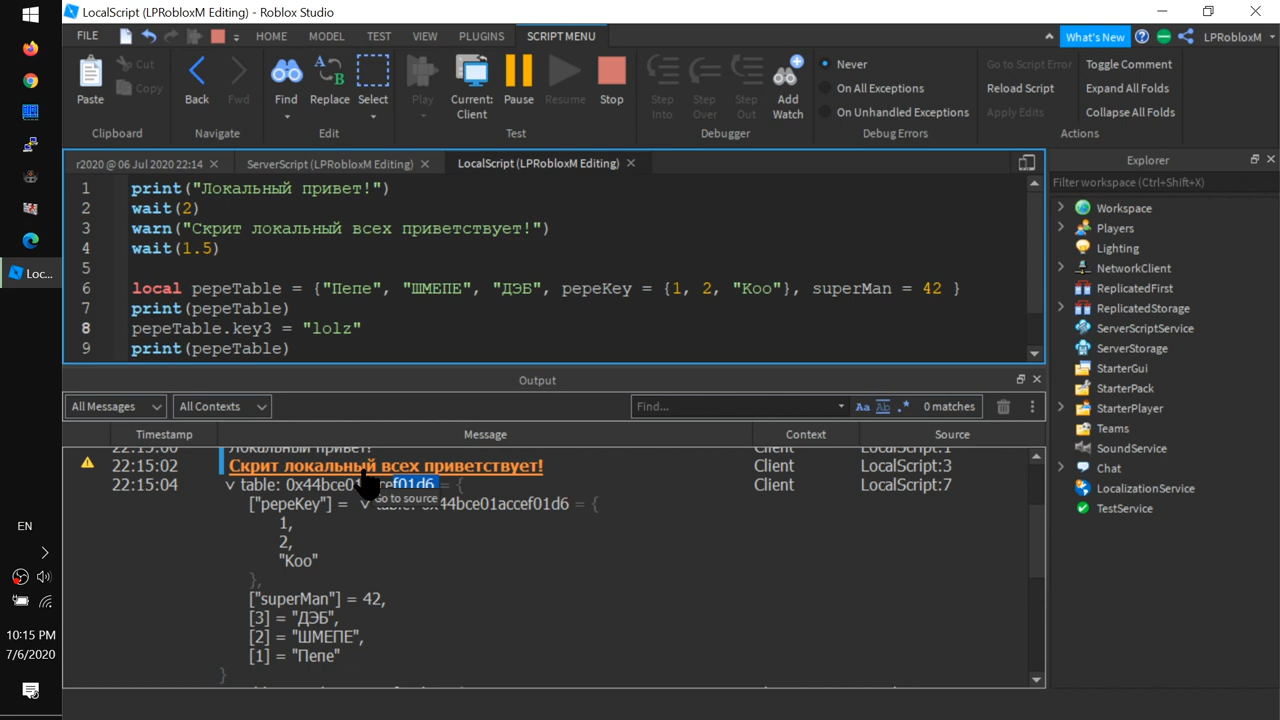 LocalScript (LPRobloxM Editing) - Roblox Studio
FILE HOME MODEL TEST VIEW PLUGINS SCRIPT MENU What's New LPRobloxM
Paste Cut Copy Back Fwd Find Replace Select Play Current: Client Pause Resume Stop Step Into Step Over Step Out Add Watch
Never
On All Exceptions
On Unhandled Exceptions
Go to Script Error
Reload Script
Apply Edits
Toggle Comment
Expand All Folds
Collapse All Folds
Clipboard Navigate Edit Test Debugger Debug Errors Actions
r2020 @ 06 Jul 2020 22:14 ServerScript (LPRobloxM Editing) LocalScript (LPRobloxM Editing)
1 print("Локальный привет!")
2 wait(2)
3 warn("Скрит локальный всех приветствует!")
4 wait(1.5)
5
6 local pepeTable = {"Пепе", "ШМЕПЕ", "ДЭБ", pepeKey = {1, 2, "Koo"}, superMan = 42 }
7 print(pepeTable)
8 pepeTable.key3 = "lolz"
9 print(pepeTable)
Output
All Messages All Contexts Find... Aa Ab .* 0 matches
Timestamp Message Context Source
22:15:00 Локальный привет! Client LocalScript:1
22:15:02 Скрит локальный всех приветствует! Client LocalScript:3
22:15:04 table: 0x44bce01accef01d6 = { Client LocalScript:7
Go to source
["pepeKey"] = table: 0x44bce01accef01d6 = {
1,
2,
"Koo"
},
["superMan"] = 42,
[3] = "ДЭБ",
[2] = "ШМЕПЕ",
[1] = "Пепе"
}
Explorer
Filter workspace (Ctrl+Shift+X)
Workspace
Players
Lighting
NetworkClient
ReplicatedFirst
ReplicatedStorage
ServerScriptService
ServerStorage
StarterGui
StarterPack
StarterPlayer
Teams
SoundService
Chat
LocalizationService
TestService
Loc...
EN
10:15 PM
7/6/2020